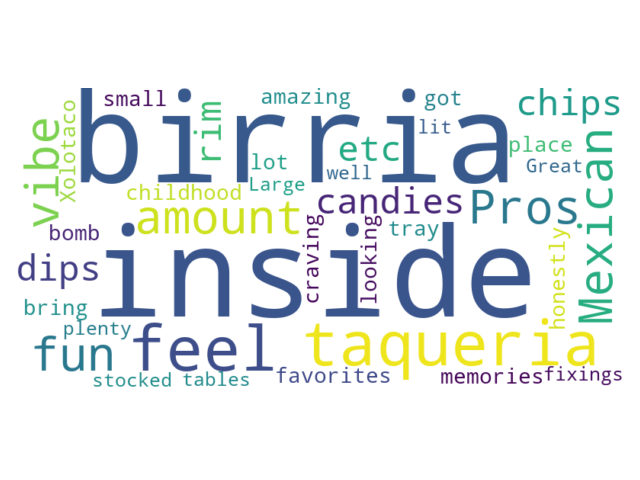 small
amazing
got
chips
birria
lit
vibe
Xolotaco
rim
lot
etc
well
place
Great
Large
childhood
candies
Pros
Mexican
amount
bomb
craving
looking
tray
honestly
dips
inside
bring
plenty
fun
feel
taqueria
stocked
tables
favorites
memories
fixings